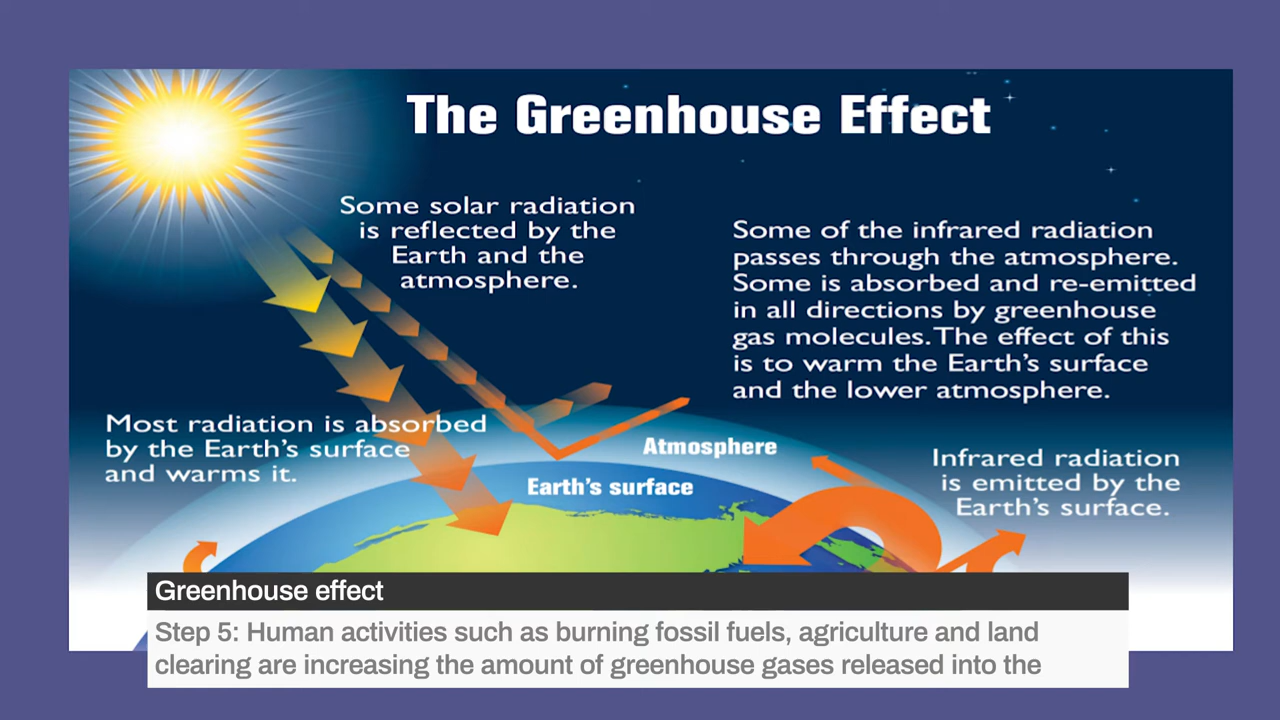 The Greenhouse Effect
Some solar radiation
is reflected by the
Earth and the
atmosphere.
Some of the infrared radiation
passes through the atmosphere.
Some is absorbed and re-emitted
in all directions by greenhouse
gas molecules. The effect of this
is to warm the Earth's surface
and the lower atmosphere.
Most radiation is absorbed
by the Earth's surface
and warms it.
Atmosphere
Earth's surface
Infrared radiation
is emitted by the
Earth's surface.
Greenhouse effect
Step 5: Human activities such as burning fossil fuels, agriculture and land
clearing are increasing the amount of greenhouse gases released into the